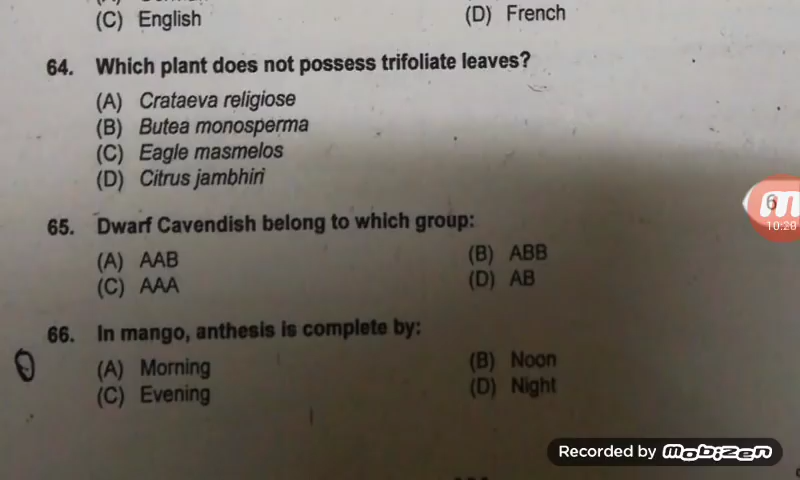 (C) English (D) French
64. Which plant does not possess trifoliate leaves?
(A) Crataeva religiose
(B) Butea monosperma
(C) Eagle masmelos
(D) Citrus jambhiri
65. Dwarf Cavendish belong to which group:
(A) AAB (B) ABB
(C) AAA (D) AB
66. In mango, anthesis is complete by:
(A) Morning (B) Noon
(C) Evening (D) Night
6
10:20
Recorded by mobizen